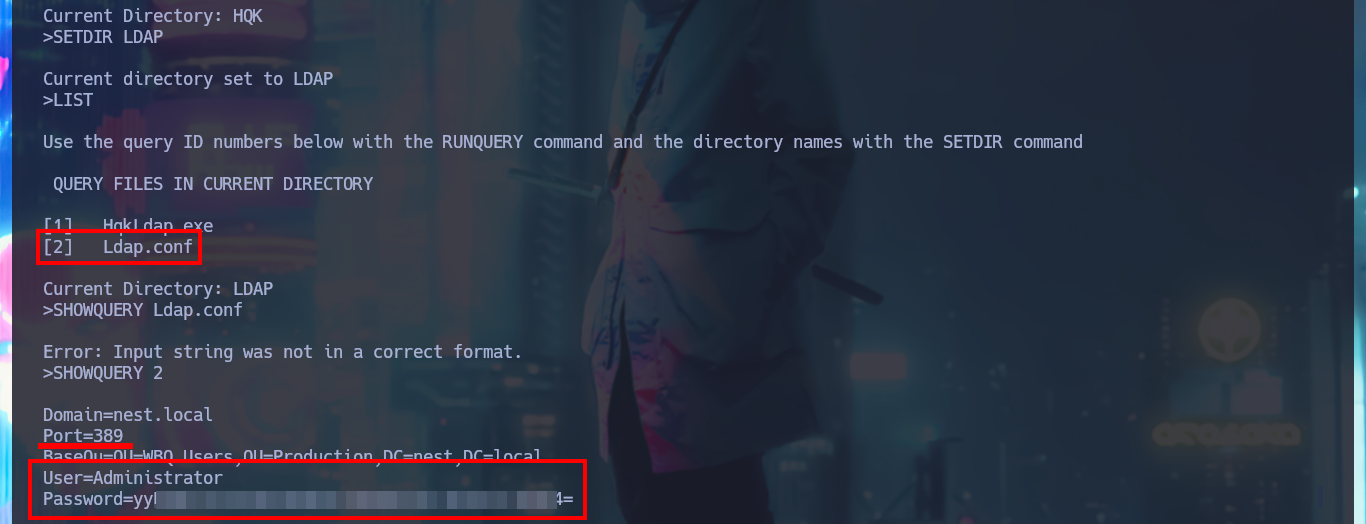 Current Directory: HQK
>SETDIR LDAP
Current directory set to LDAP
>LIST
Use the query ID numbers below with the RUNQUERY command and the directory names with the SETDIR command
QUERY FILES IN CURRENT DIRECTORY
[1] HqkLdap.exe
[2] Ldap.conf
Current Directory: LDAP
>SHOWQUERY Ldap.conf
Error: Input string was not in a correct format.
>SHOWQUERY 2
Domain=nest.local
Port=389
BaseOu=OU=WBQ Users,OU=Production,DC=nest,DC=local
User=Administrator
Password=yy 4=